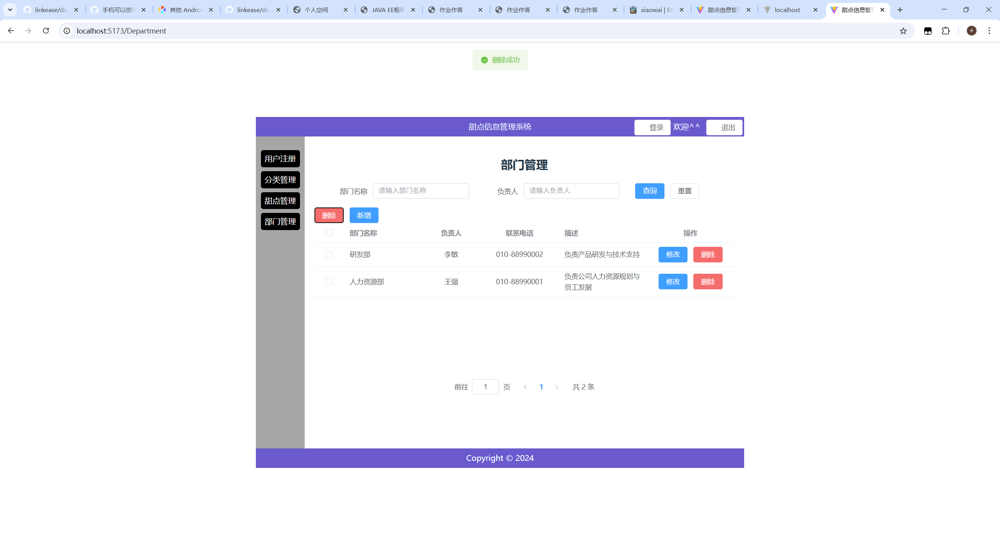 linkease/do
手机可以使用
其他 Androi
linkease/do
个人空间
JAVA EE框架
作业作答
作业作答
作业作答
xiaowai | Et
甜点信息管理
localhost
甜点信息管理
localhost:5173/Department
e
删除成功
甜点信息管理系统
登录 欢迎^^ 退出
用户注册
分类管理
甜点管理
部门管理
部门管理
部门名称 请输入部门名称 负责人 请输入负责人 查询 重置
删除 新增
部门名称 负责人 联系电话 描述 操作
研发部 李敏 010-88990002 负责产品研发与技术支持 修改 删除
人力资源部 王强 010-88990001 负责公司人力资源规划与
员工发展 修改 删除
前往 1 页 1 共 2 条
Copyright © 2024